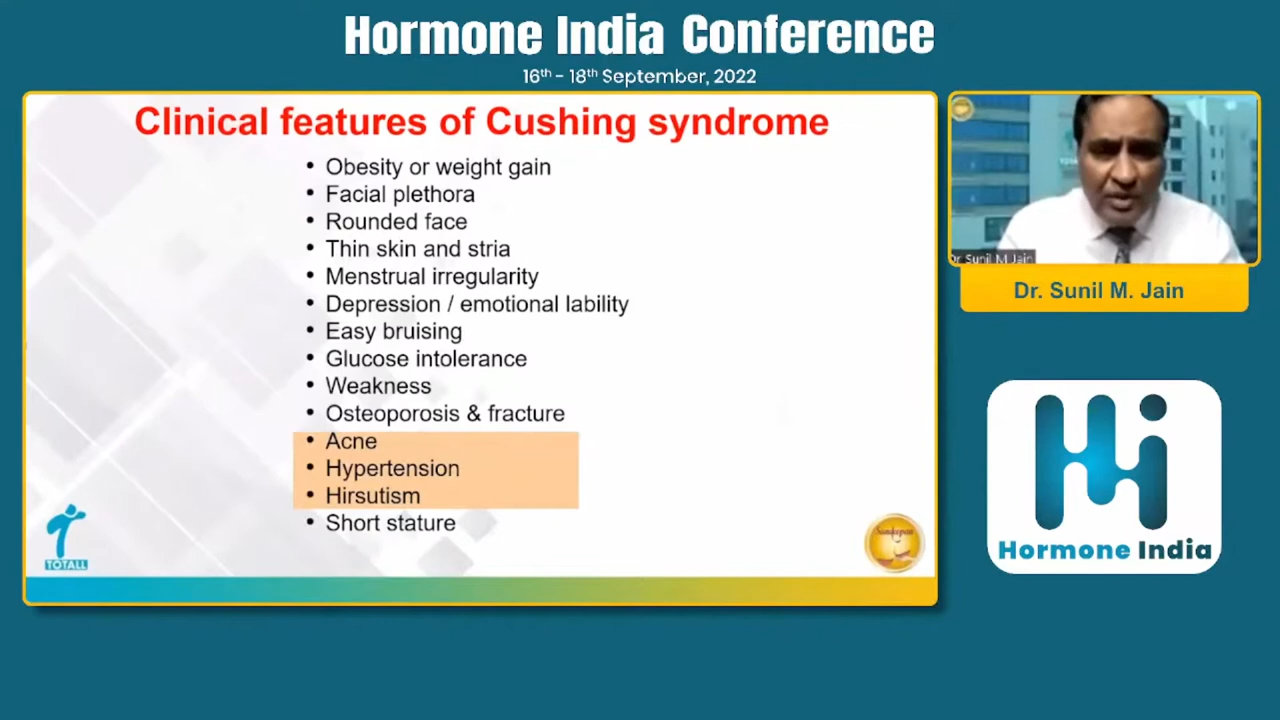 Hormone India Conference
16th - 18th September, 2022
Clinical features of Cushing syndrome
• Obesity or weight gain
• Facial plethora
• Rounded face
• Thin skin and stria
• Menstrual irregularity
• Depression / emotional lability
• Easy bruising
• Glucose intolerance
• Weakness
• Osteoporosis & fracture
• Acne
• Hypertension
• Hirsutism
• Short stature
TOTALL
Dr Sunil M Jain
Dr. Sunil M. Jain
Hi
Hormone India